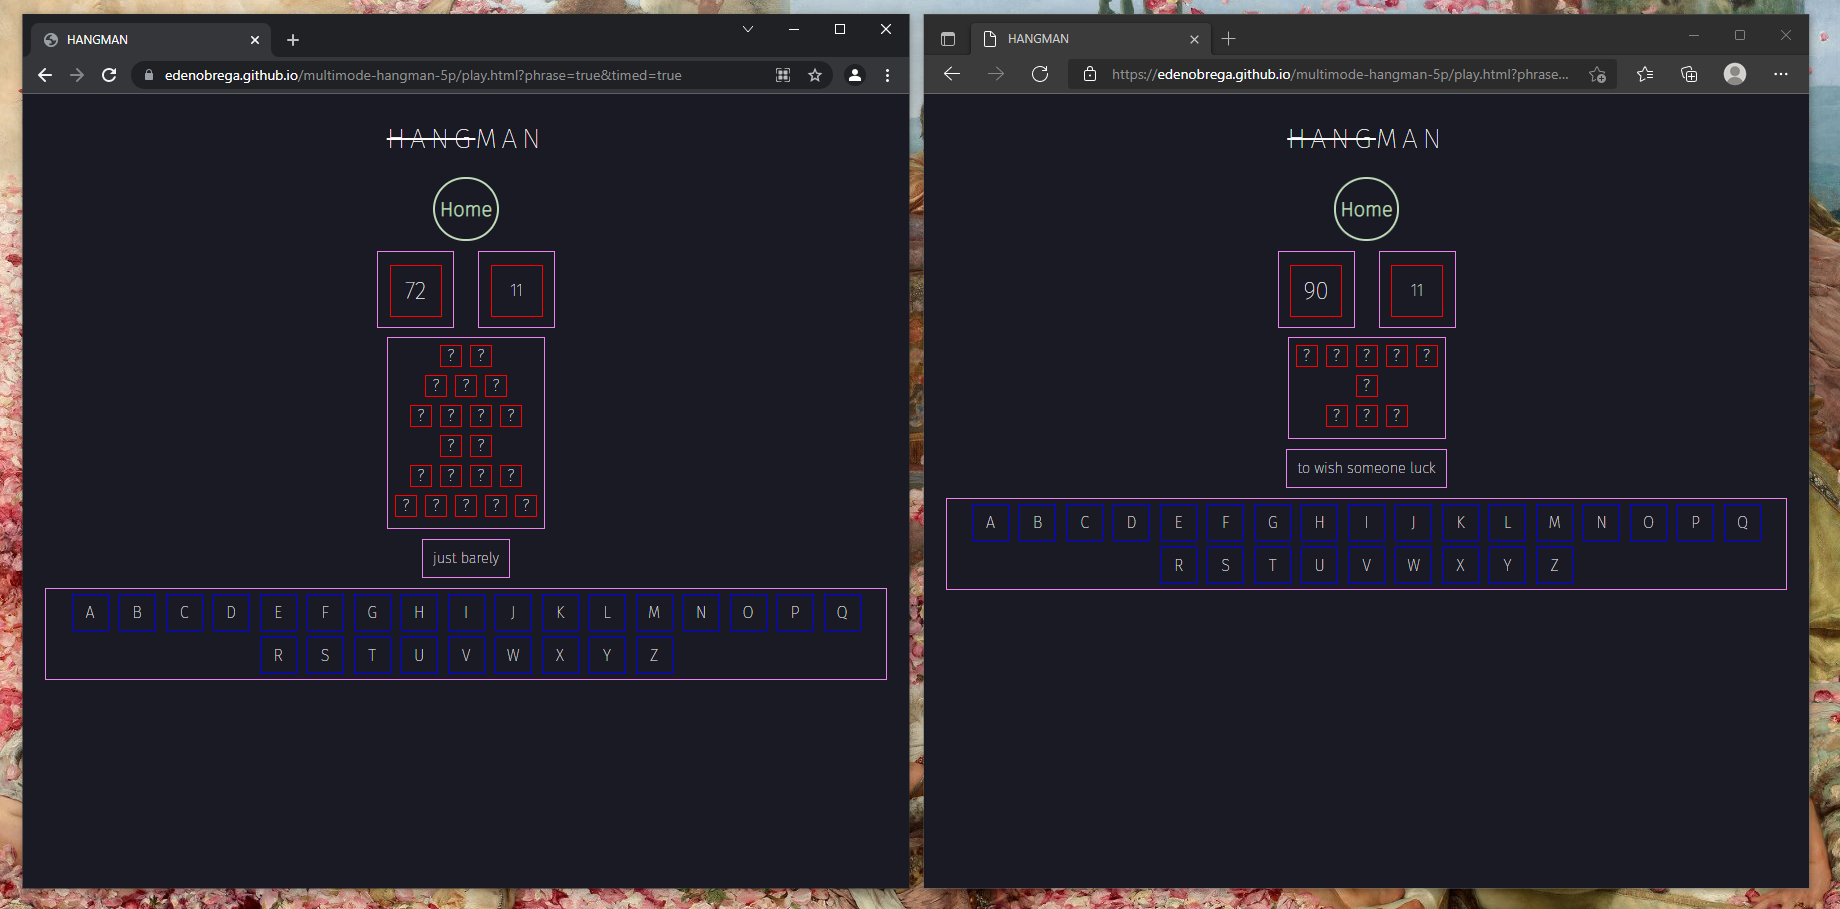 HANGMAN
edenobrega.github.io/multimode-hangman-5p/play.html?phrase=true&timed=true
HANGMAN
Home
72 11
? ?
? ? ?
? ? ? ?
? ?
? ? ? ?
? ? ? ? ?
just barely
A B C D E F G H I J K L M N O P Q
R S T U V W X Y Z
HANGMAN
https://edenobrega.github.io/multimode-hangman-5p/play.html?phrase...
HANGMAN
Home
90 11
? ? ? ? ?
?
? ? ?
to wish someone luck
A B C D E F G H I J K L M N O P Q
R S T U V W X Y Z